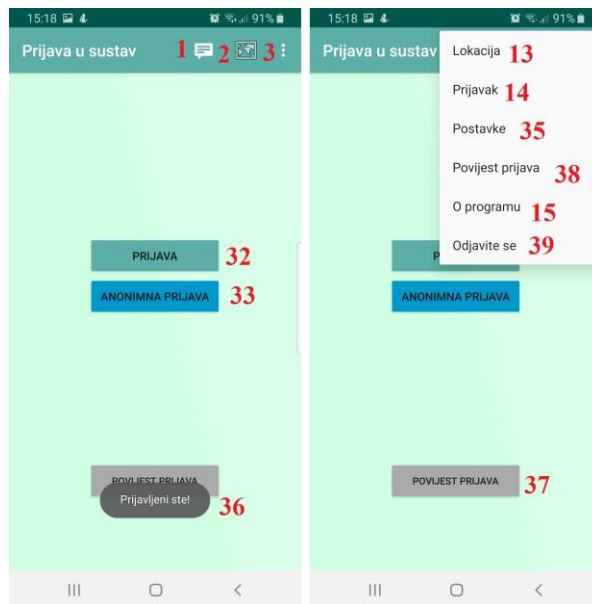 15:18 91%
Prijava u sustav 1 2 3
PRIJAVA 32
ANONIMNA PRIJAVA 33
POVIJEST PRIJAVA
Prijavljeni ste! 36
15:18 91%
Prijava u sustav
Lokacija 13
Prijavak 14
Postavke 35
Povijest prijava 38
O programu 15
Odjavite se 39
P
ANONIMNA PRIJAVA
POVIJEST PRIJAVA 37